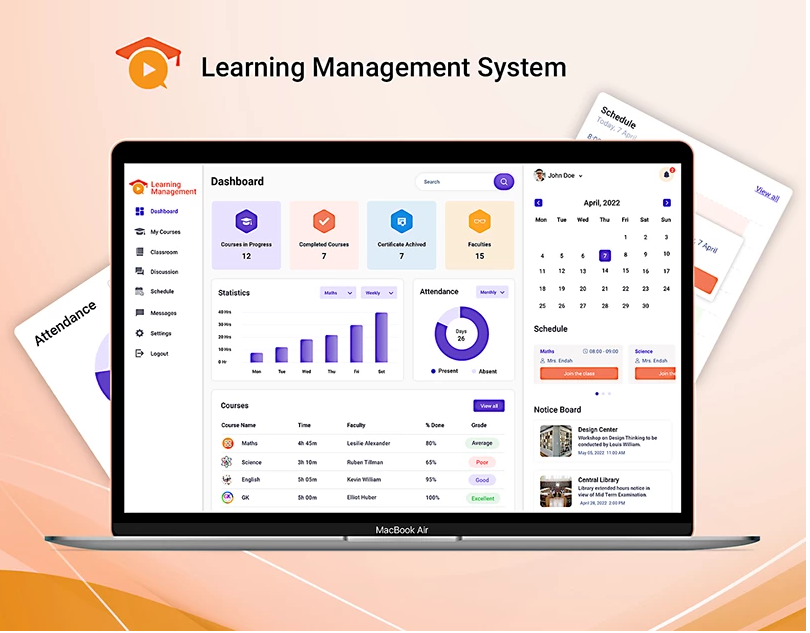 Learning Management System
Schedule
Today, 7 April
View all
7 April
Attendance
Learning
Management
Dashboard
My Courses
Classroom
Discussion
Schedule
Messages
Settings
Logout
Dashboard
Search
Courses in Progress
12
Completed Courses
7
Certificate Achived
7
Faculties
15
Statistics
Maths
Weekly
40 Hrs
30 Hrs
20 Hrs
10 Hrs
0 Hr
Mon Tue Wed Thu Fri Sat
Attendance
Monthly
Days
26
Present Absent
Courses
View all
Course Name Time Faculty % Done Grade
Maths 4h 45m Lesilie Alexander 80% Average
Science 3h 10m Ruben Tillman 65% Poor
English 5h 05m Kevin William 95% Good
GK 5h 00m Elliot Huber 100% Excellent
John Doe
April, 2022
Mon Tue Wed Thu Fri Sat Sun
1 2 3
4 5 6 7 8 9 10
11 12 13 14 15 16 17
18 19 20 21 22 23 24
25 26 27 28 29 30
Schedule
Maths 08:00 - 09:00
Mrs. Endah
Join the class
Science
Mrs. Endah
Join the
Notice Board
Design Center
Workshop on Design Thinking to be
conducted by Louis William.
May 05, 2022 11:00 AM
Central Library
Library extended hours notice in
view of Mid Term Examination.
April 26, 2022 2:00 PM
MacBook Air